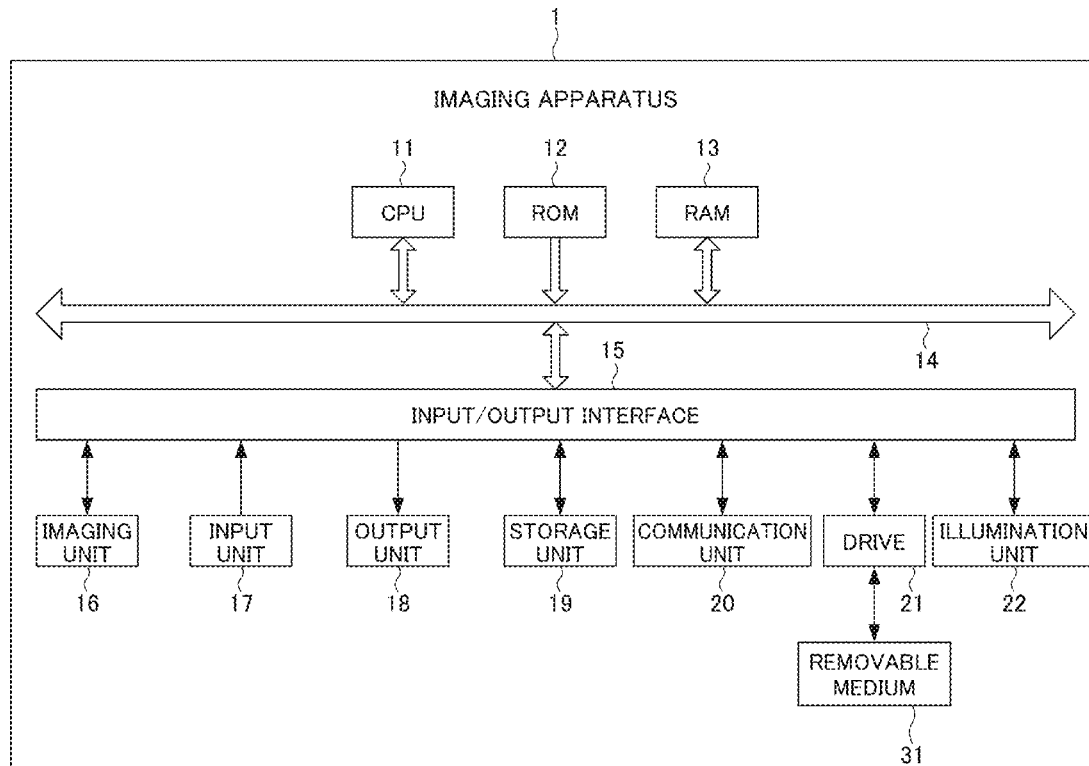 1
IMAGING APPARATUS
11 12 13
CPU ROM RAM
14
15
INPUT/OUTPUT INTERFACE
IMAGING UNIT
INPUT UNIT
OUTPUT UNIT
STORAGE UNIT
COMMUNICATION UNIT
DRIVE
ILLUMINATION UNIT
16 17 18 19 20 21 22
REMOVABLE
MEDIUM
31